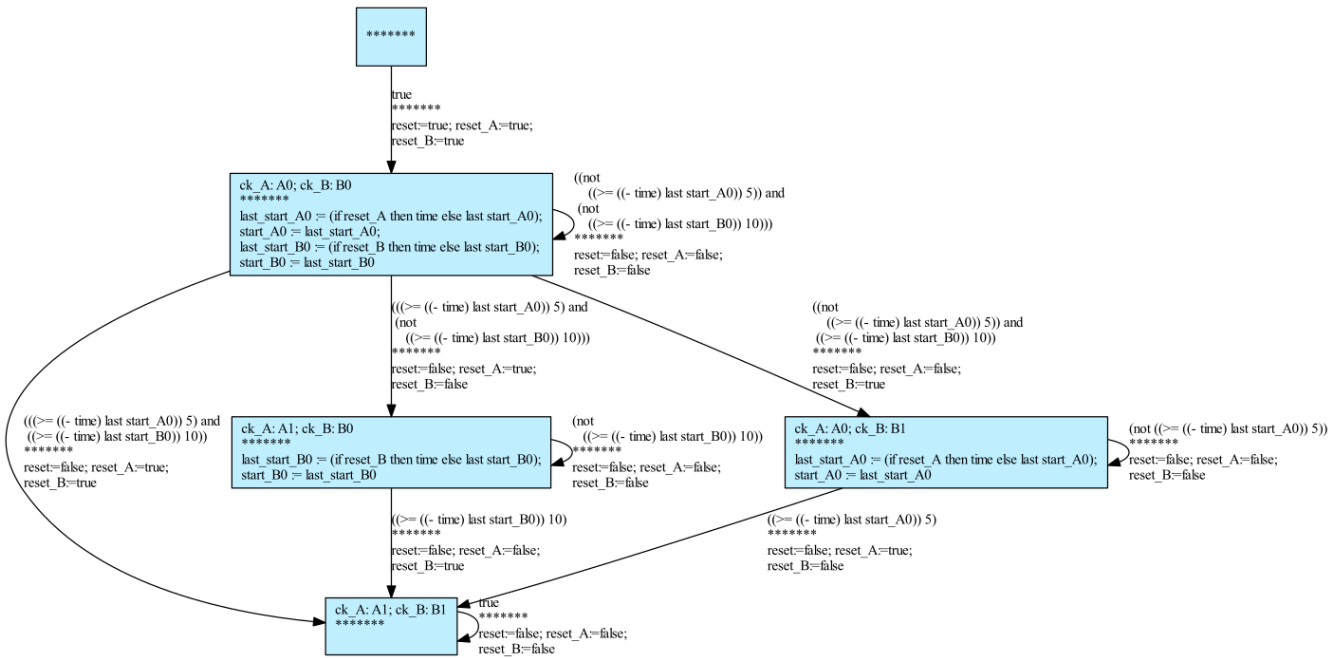 *******
true
*******
reset:=true; reset_A:=true;
reset_B:=true
ck_A: A0; ck_B: B0
*******
last_start_A0 := (if reset_A then time else last start_A0);
start_A0 := last_start_A0;
last_start_B0 := (if reset_B then time else last start_B0);
start_B0 := last_start_B0
((not
((>= ((- time) last start_A0)) 5)) and
(not
((>= ((- time) last start_B0)) 10)))
*******
reset:=false; reset_A:=false;
reset_B:=false
(((>= ((- time) last start_A0)) 5) and
(not
((>= ((- time) last start_B0)) 10)))
*******
reset:=false; reset_A:=true;
reset_B:=false
((not
((>= ((- time) last start_A0)) 5)) and
((>= ((- time) last start_B0)) 10))
*******
reset:=false; reset_A:=false;
reset_B:=true
(((>= ((- time) last start_A0)) 5) and
((>= ((- time) last start_B0)) 10))
*******
reset:=false; reset_A:=true;
reset_B:=true
ck_A: A1; ck_B: B0
*******
last_start_B0 := (if reset_B then time else last start_B0);
start_B0 := last_start_B0
(not
((>= ((- time) last start_B0)) 10))
*******
reset:=false; reset_A:=false;
reset_B:=false
ck_A: A0; ck_B: B1
*******
last_start_A0 := (if reset_A then time else last start_A0);
start_A0 := last_start_A0
(not ((>= ((- time) last start_A0)) 5))
*******
reset:=false; reset_A:=false;
reset_B:=false
((>= ((- time) last start_B0)) 10)
*******
reset:=false; reset_A:=false;
reset_B:=true
((>= ((- time) last start_A0)) 5)
*******
reset:=false; reset_A:=true;
reset_B:=false
ck_A: A1; ck_B: B1
*******
true
*******
reset:=false; reset_A:=false;
reset_B:=false